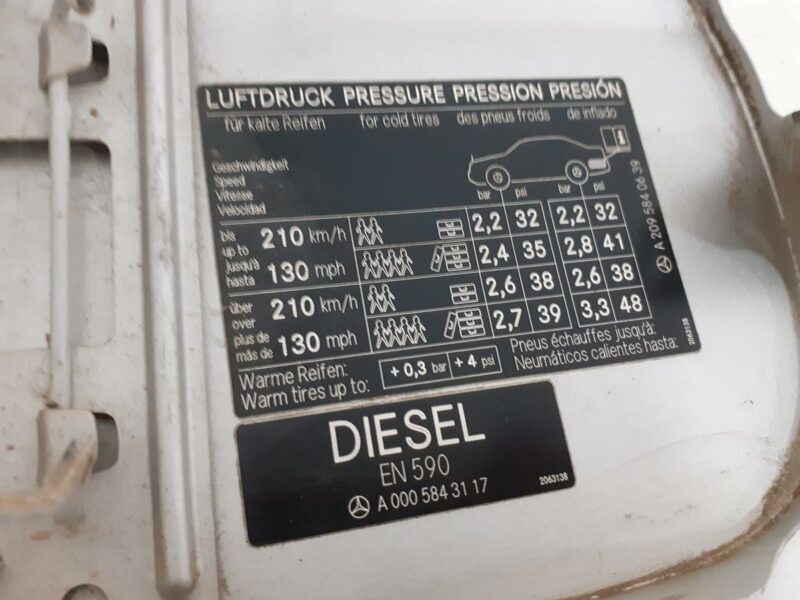 LUFTDRUCK PRESSURE PRESSION PRESIÓN
für kalte Reifen for cold tires des pneus froids de inflado
Geschwindigkeit
Speed
Vitesse
Velocidad
bar psi bar psi
bis
up to
jusquʼà
hasta
210 km/h
130 mph
2,2 32 2,2 32
2,4 35 2,8 41
über
over
plus de
más de
210 km/h
130 mph
2,6 38 2,6 38
2,7 39 3,3 48
Warme Reifen:
Warm tires up to:
+ 0,3 bar + 4 psi
Pneus échauffes jusqu'à:
Neumáticos calientes hasta:
A 209 584 06 39
2063138
DIESEL
EN 590
A 000 584 31 17
2063138